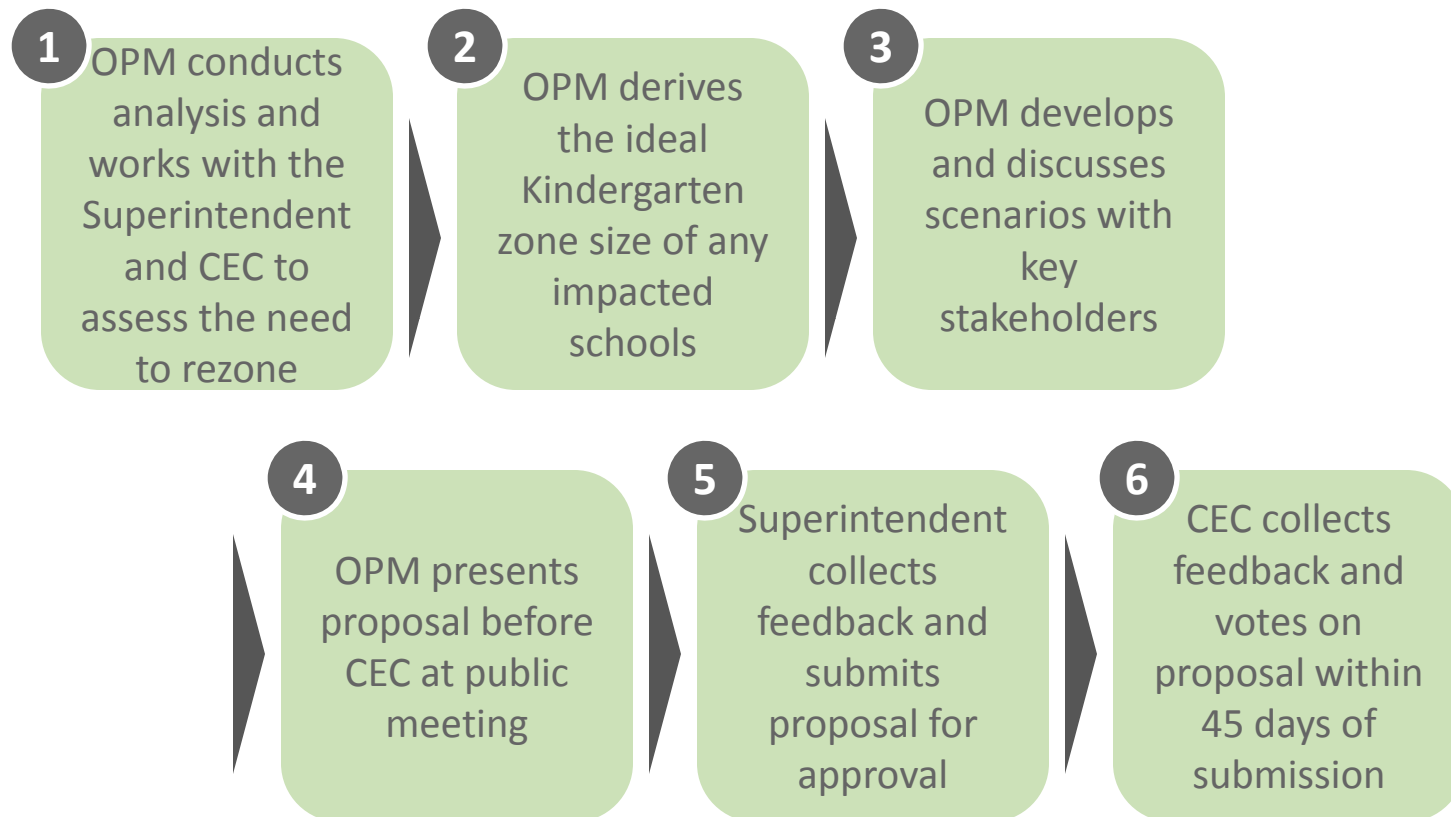 1
OPM conducts
analysis and
works with the
Superintendent
and CEC to
assess the need
to rezone
2
OPM derives
the ideal
Kindergarten
zone size of any
impacted
schools
3
OPM develops
and discusses
scenarios with
key
stakeholders
4
OPM presents
proposal before
CEC at public
meeting
5
Superintendent
collects
feedback and
submits
proposal for
approval
6
CEC collects
feedback and
votes on
proposal within
45 days of
submission